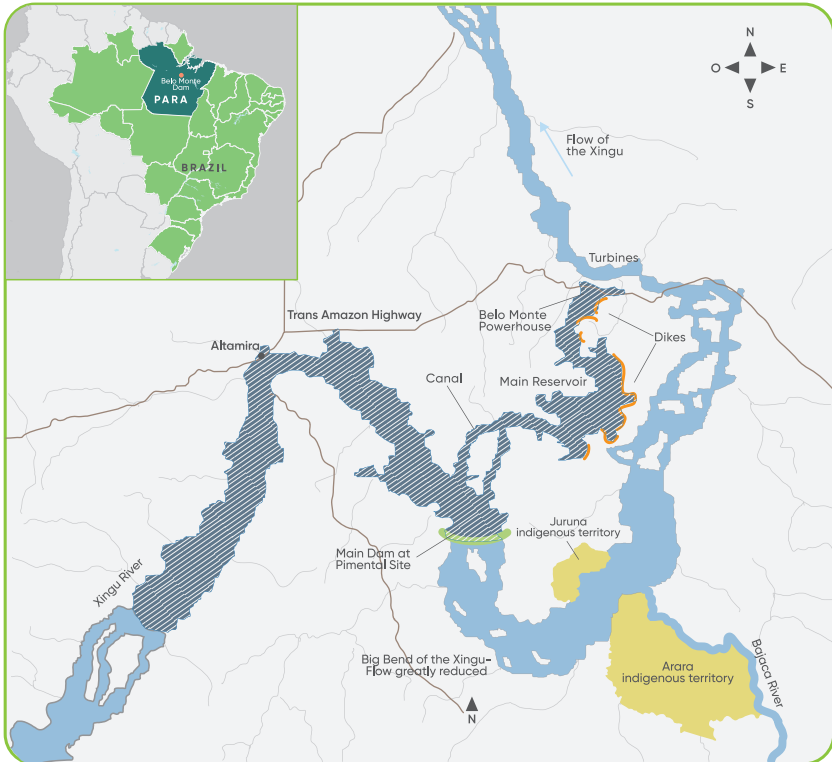 Belo Monte
Dam
PARA
BRAZIL
N
O
E
S
Flow of
the Xingu
Turbines
Belo Monte
Powerhouse
Trans Amazon Highway
Dikes
Altamira
Canal
Main Reservoir
Juruna
indigenous territory
Main Dam at
Pimental Site
Xingu River
Big Bend of the Xingu-
Flow greatly reduced
Arara
indigenous territory
Bajaca River
N